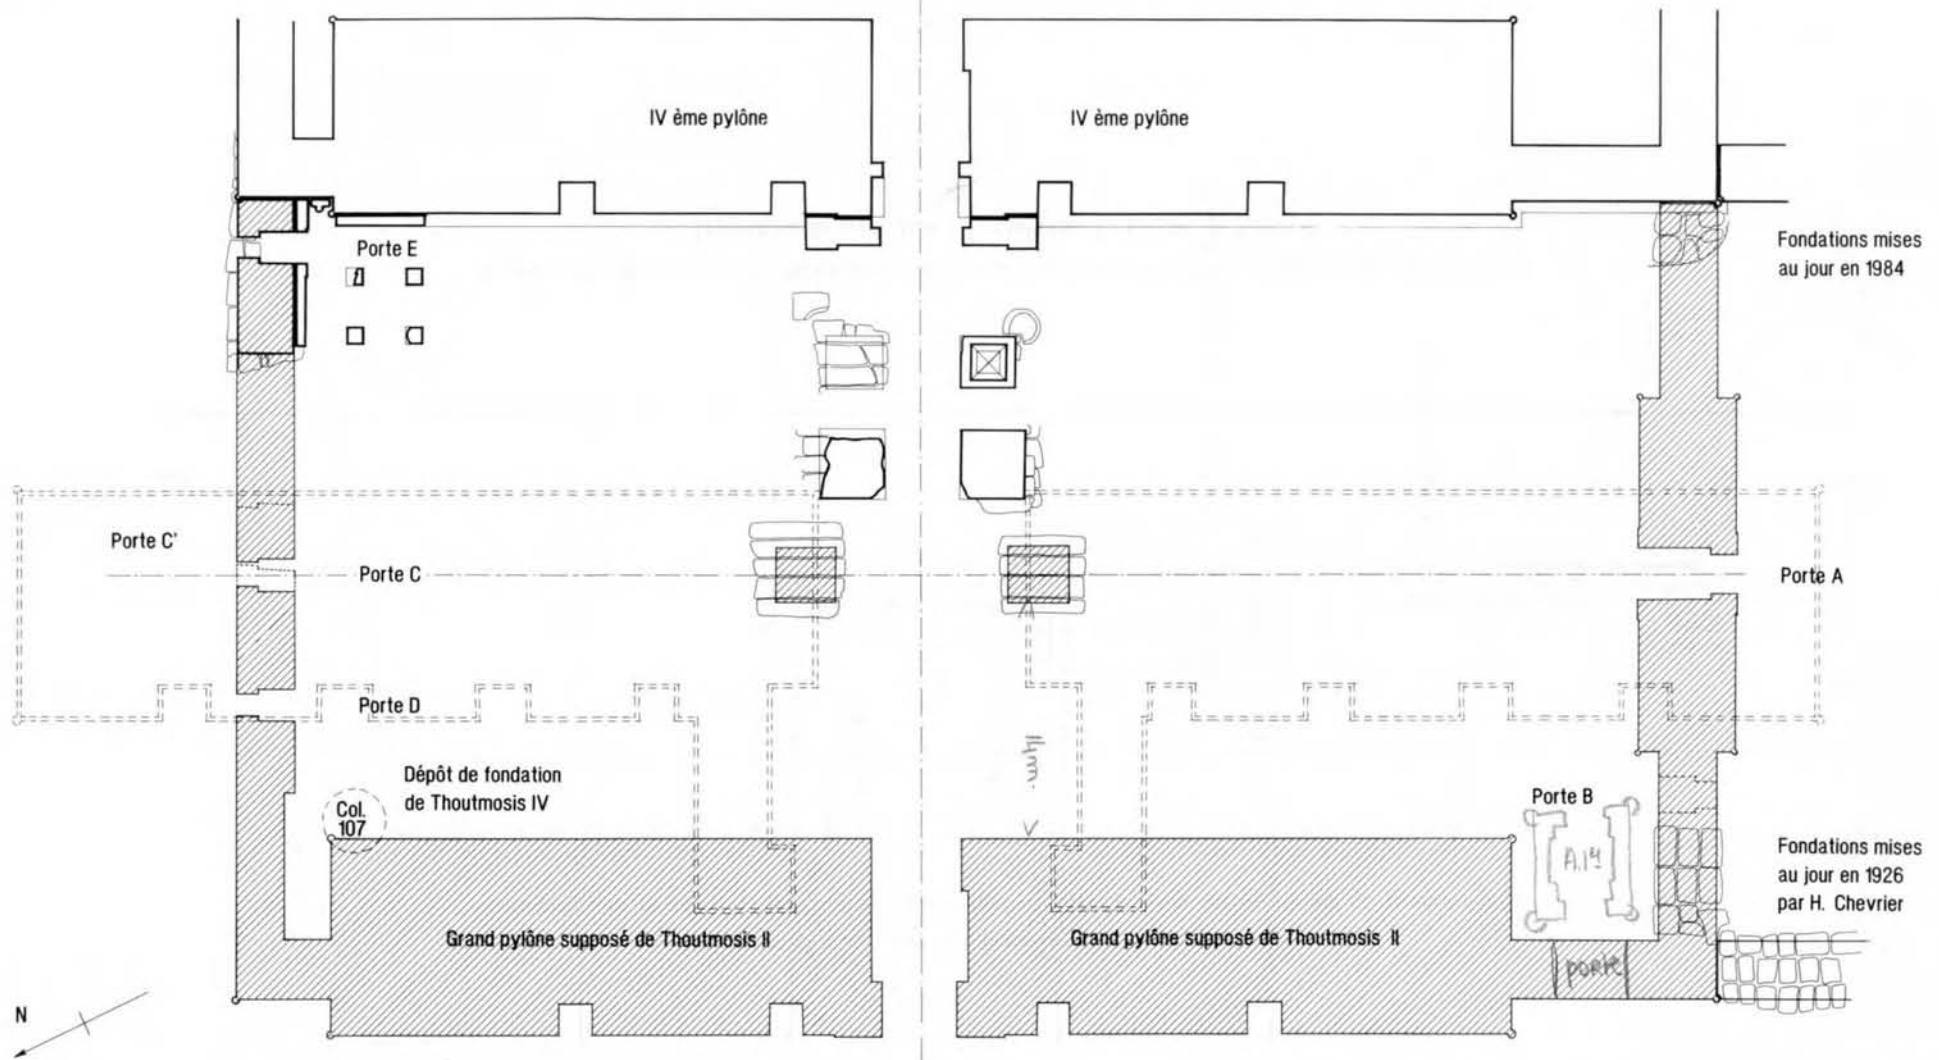 IV ème pylône
IV ème pylône
Fondations mises
au jour en 1984
Porte E
Porte C'
Porte C
Porte A
Porte D
14m.
Dépôt de fondation
de Thoutmosis IV
Col.
107
Porte B
Fondations mises
au jour en 1926
par H. Chevrier
Grand pylône supposé de Thoutmosis II
Grand pylône supposé de Thoutmosis II
porte
N